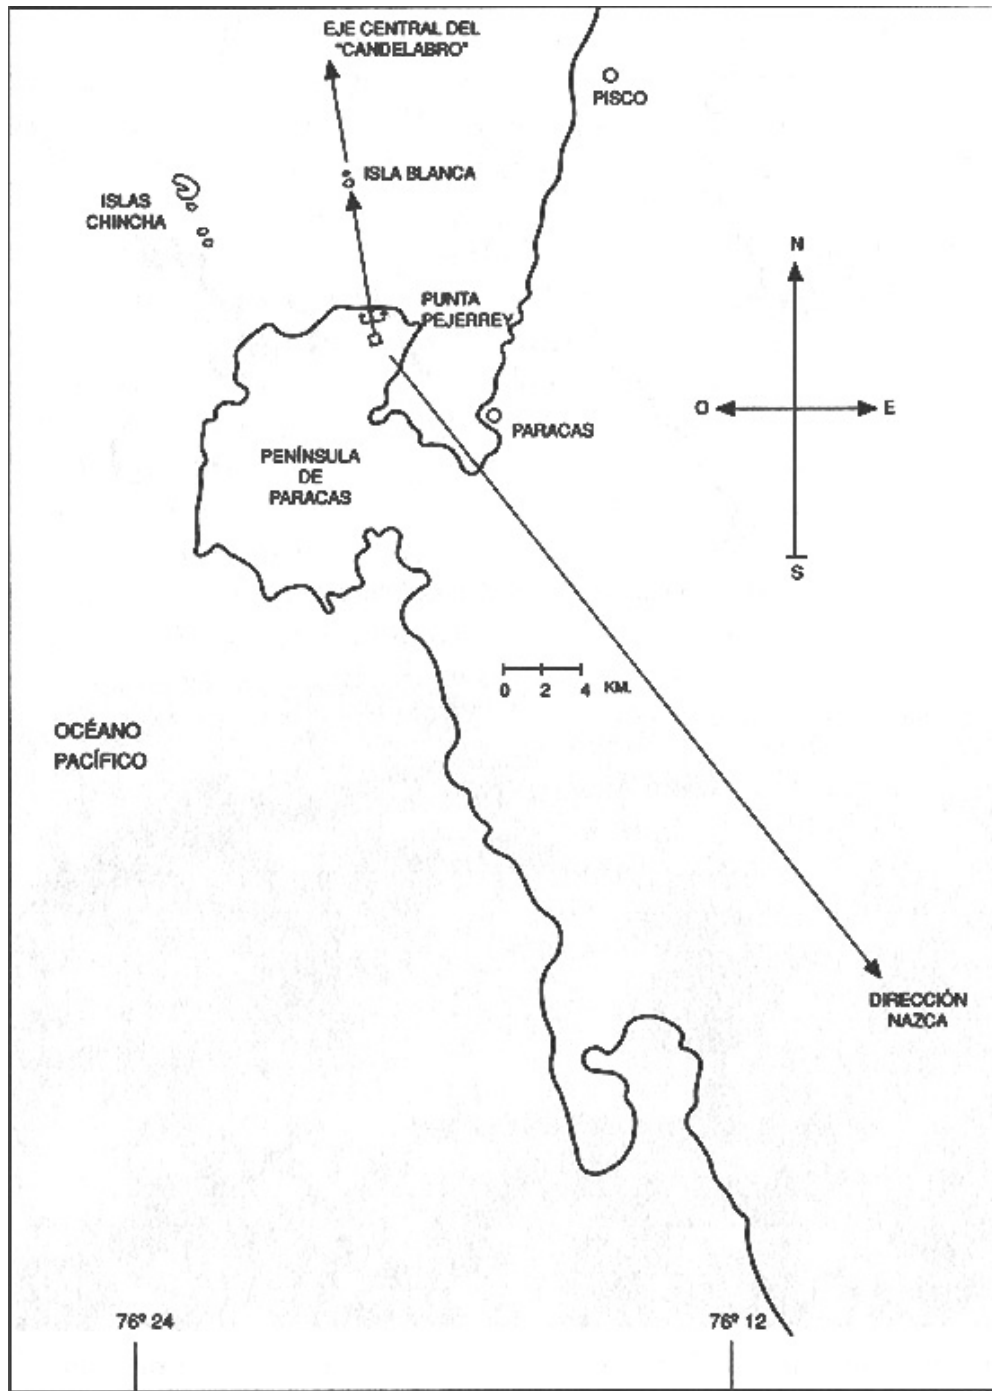 EJE CENTRAL DEL
"CANDELABRO"
PISCO
ISLA BLANCA
ISLAS
CHINCHA
N
PUNTA
PEJERREY
O
E
PARACAS
PENÍNSULA
DE
PARACAS
S
0 2 4 KM.
OCÉANO
PACÍFICO
DIRECCIÓN
NAZCA
76º 24
76º 12